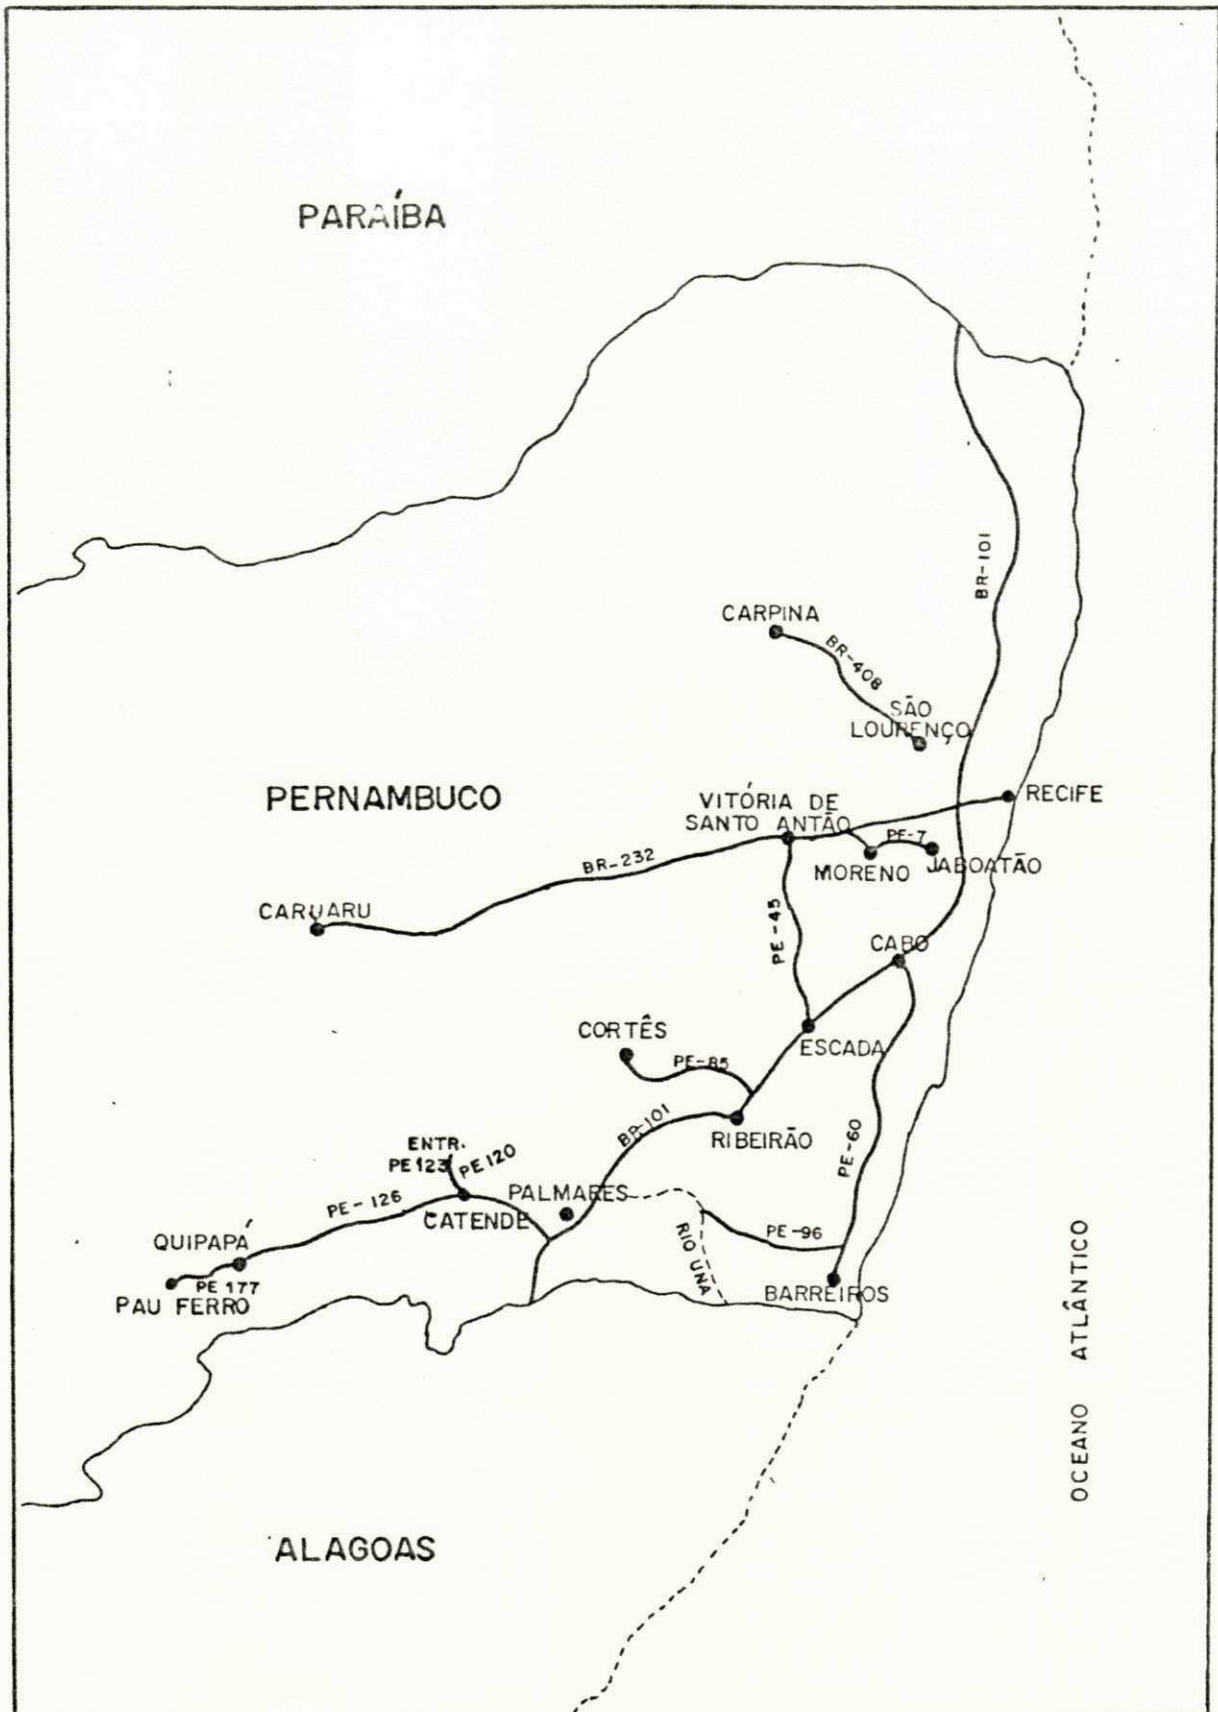 PARAÍBA
BR-101
CARPINA
BR-408
SÃO
LOURENÇO
PERNAMBUCO
RECIFE
VITÓRIA DE
SANTO ANTÃO
PE-7
BR-232
MORENO
JABOATÃO
CARUARU
PE-45
CABO
CORTÊS
ESCADA
PE-85
BR-101
RIBEIRÃO
PE-60
ENTR.
PE 123
PE 120
PALMARES
PE-126
CATENDE
PE-96
RIO UNA
QUIPAPÁ
PE 177
PAU FERRO
BARREIROS
OCEANO ATLÂNTICO
ALAGOAS